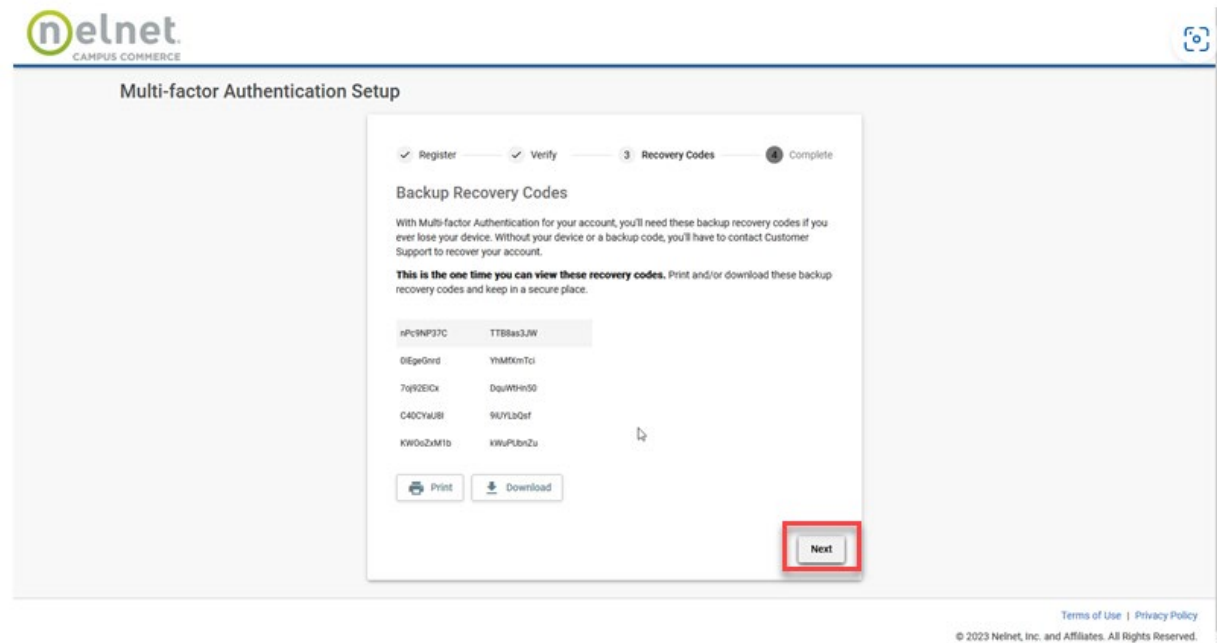 nelnet
CAMPUS COMMERCE
Multi-factor Authentication Setup
Register Verify 3 Recovery Codes 4 Complete
Backup Recovery Codes
With Multi-factor Authentication for your account, you'll need these backup recovery codes if you
ever lose your device. Without your device or a backup code, you'll have to contact Customer
Support to recover your account.
This is the one time you can view these recovery codes. Print and/or download these backup
recovery codes and keep in a secure place.
nPc9NP37C
C40CYaU8I 9iUYLbQsf
KWOoZxM1b kWuPUbnZu
Print Download
Next
Terms of Use | Privacy Policy
© 2023 Nelnet, Inc. and Affiliates. All Rights Reserved.